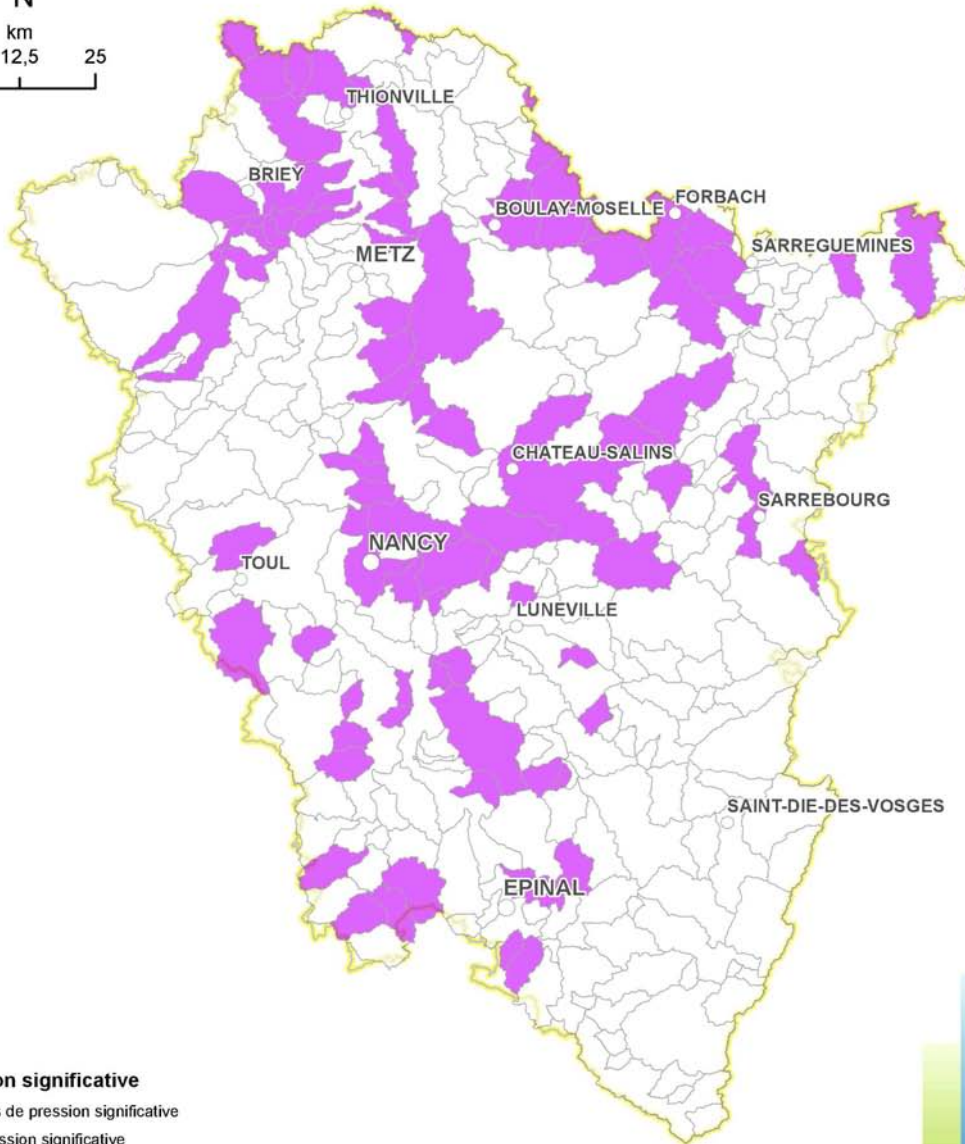 N
km
12,5 25
THIONVILLE
BRIEY
BOULAY-MOSELLE
FORBACH
METZ
SARREGUEMINES
CHATEAU-SALINS
SARREBOURG
NANCY
TOUL
LUNEVILLE
SAINT-DIE-DES-VOSGES
EPINAL
significative
de pression significative
significative